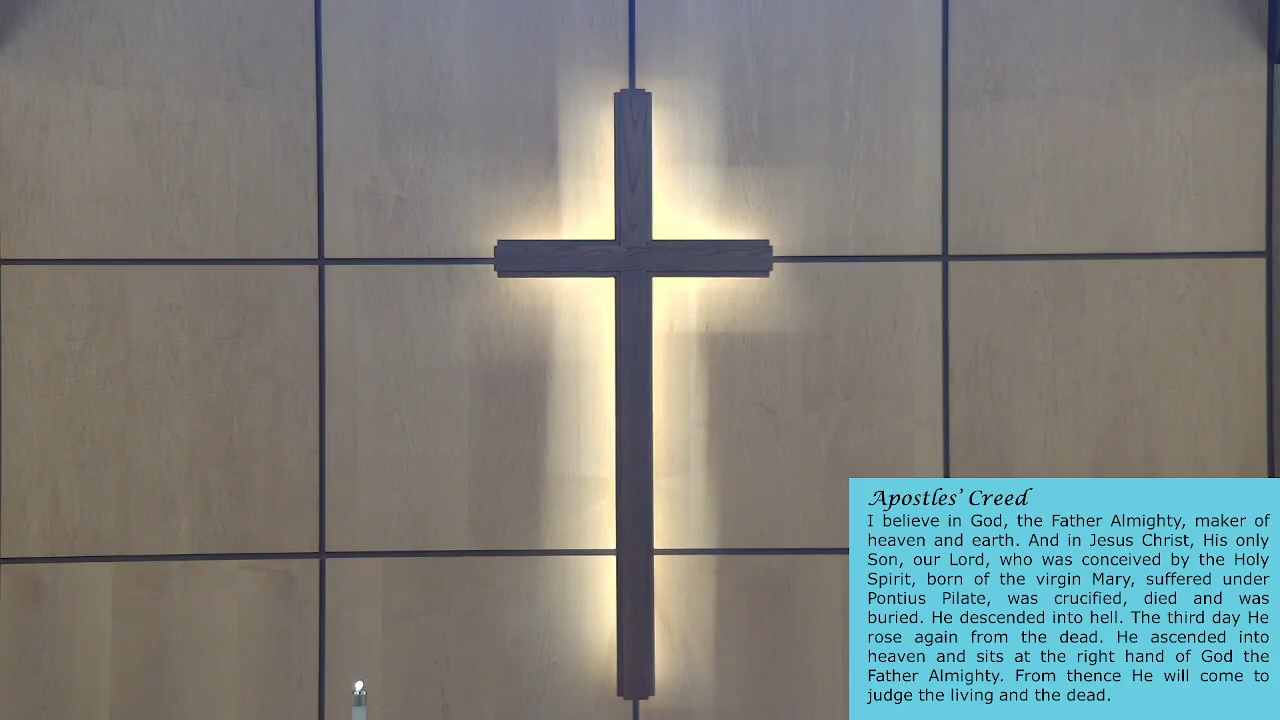 Apostles’ Creed
I believe in God, the Father Almighty, maker of
heaven and earth. And in Jesus Christ, His only
Son, our Lord, who was conceived by the Holy
Spirit, born of the virgin Mary, suffered under
Pontius Pilate, was crucified, died and was
buried. He descended into hell. The third day He
rose again from the dead. He ascended into
heaven and sits at the right hand of God the
Father Almighty. From thence He will come to
judge the living and the dead.